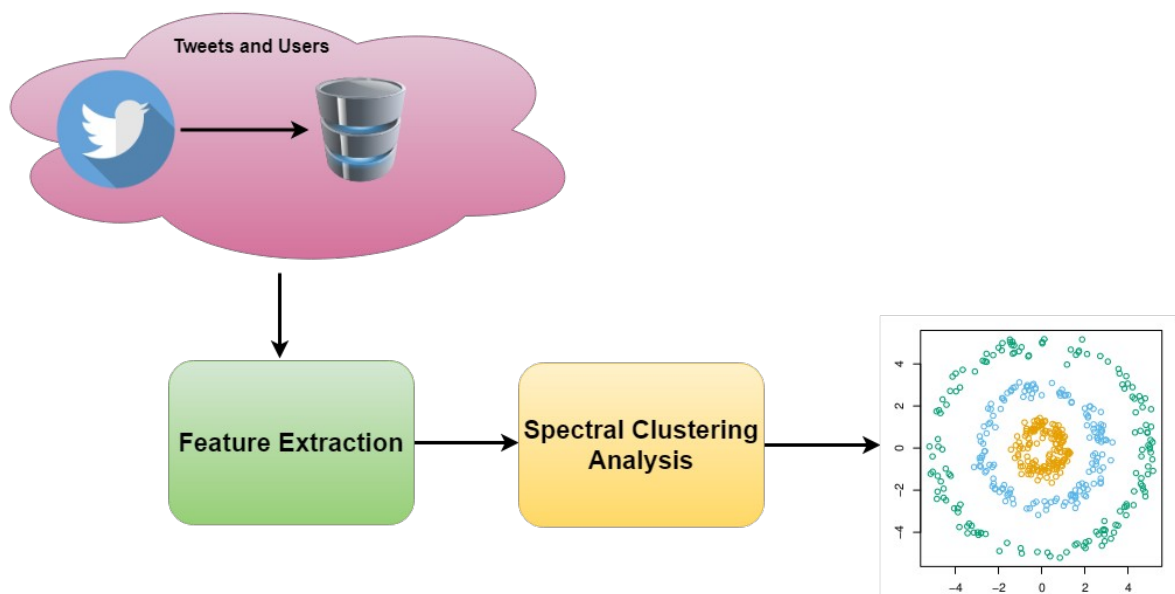 Tweets and Users
Feature Extraction
Spectral Clustering
Analysis
4
2
0
−2
−4
−4 −2 0 2 4